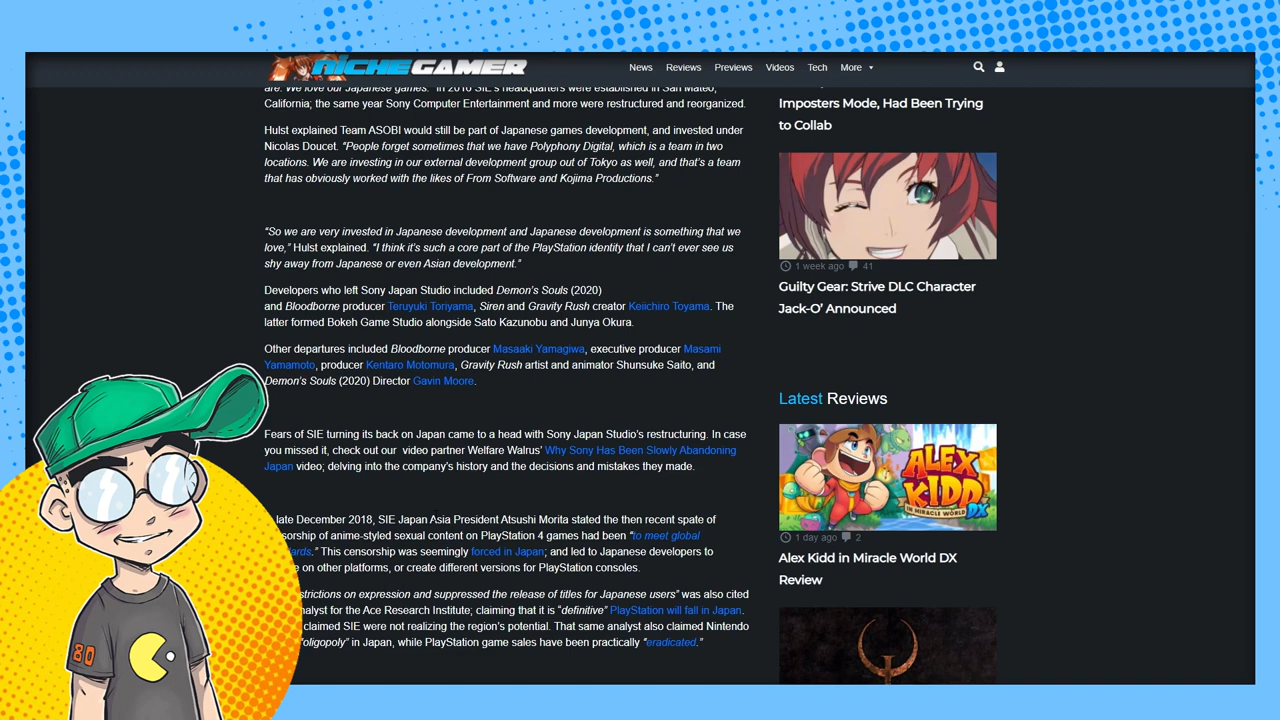 NICHEGAMER
News
Reviews
Previews
Videos
Tech
More
are. We love our Japanese games." In 2016 SIE's headquarters were established in San Mateo,
California; the same year Sony Computer Entertainment and more were restructured and reorganized.
Hulst explained Team ASOBI would still be part of Japanese games development, and invested under
Nicolas Doucet. "People forget sometimes that we have Polyphony Digital, which is a team in two
locations. We are investing in our external development group out of Tokyo as well, and that's a team
that has obviously worked with the likes of From Software and Kojima Productions."
"So we are very invested in Japanese development and Japanese development is something that we
love," Hulst explained. "I think it's such a core part of the PlayStation identity that I can't ever see us
shy away from Japanese or even Asian development."
Developers who left Sony Japan Studio included Demon's Souls (2020)
and Bloodborne producer Teruyuki Toriyama, Siren and Gravity Rush creator Keiichiro Toyama. The
latter formed Bokeh Game Studio alongside Sato Kazunobu and Junya Okura.
Other departures included Bloodborne producer Masaaki Yamagiwa, executive producer Masami
Yamamoto, producer Kentaro Motomura, Gravity Rush artist and animator Shunsuke Saito, and
Demon's Souls (2020) Director Gavin Moore.
Fears of SIE turning its back on Japan came to a head with Sony Japan Studio's restructuring. In case
you missed it, check out our video partner Welfare Walrus' Why Sony Has Been Slowly Abandoning
Japan video; delving into the company's history and the decisions and mistakes they made.
late December 2018, SIE Japan Asia President Atsushi Morita stated the then recent spate of
sorship of anime-styled sexual content on PlayStation 4 games had been "to meet global
ards." This censorship was seemingly forced in Japan; and led to Japanese developers to
e on other platforms, or create different versions for PlayStation consoles.
strictions on expression and suppressed the release of titles for Japanese users" was also cited
nalyst for the Ace Research Institute; claiming that it is "definitive" PlayStation will fall in Japan.
claimed SIE were not realizing the region's potential. That same analyst also claimed Nintendo
"oligopoly" in Japan, while PlayStation game sales have been practically "eradicated."
Imposters Mode, Had Been Trying
to Collab
1 week ago 41
Guilty Gear: Strive DLC Character
Jack-O' Announced
Latest Reviews
ALEX
KIDD
IN MIRACLE WORLD DX
1 day ago 2
Alex Kidd in Miracle World DX
Review
80